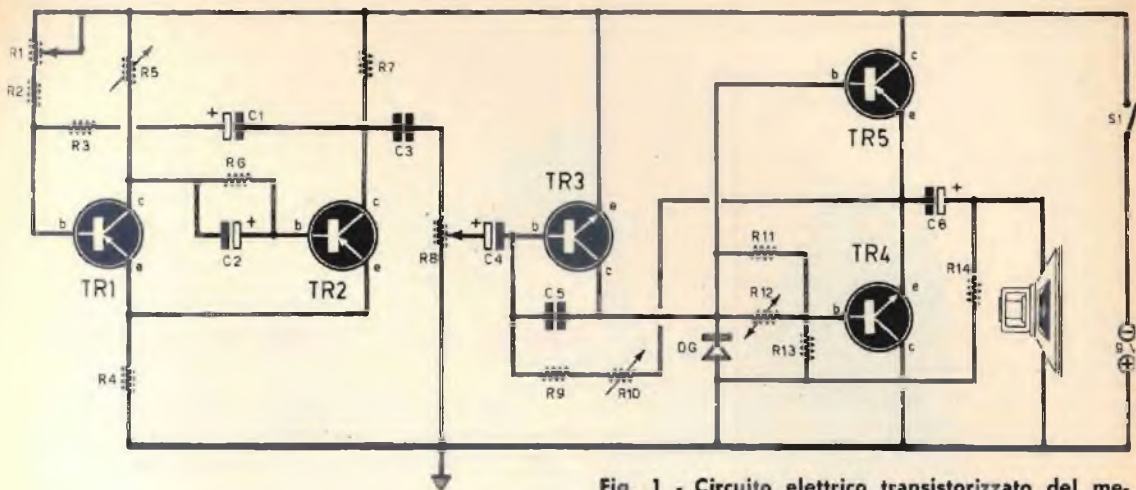 R1
R2
R3
R5
+ C1
R6
C2 +
b
c
e
TR1
R4
R7
b
c
e
TR2
C3
R8
+
C4
TR3
b
e
c
C5
R9
R10
DG
R11
R12
R13
b
c
e
TR5
TR4
b
e
c
C6 +
R14
S1
9
Fig. 1 - Circuito elettrico transistorizzato del me-